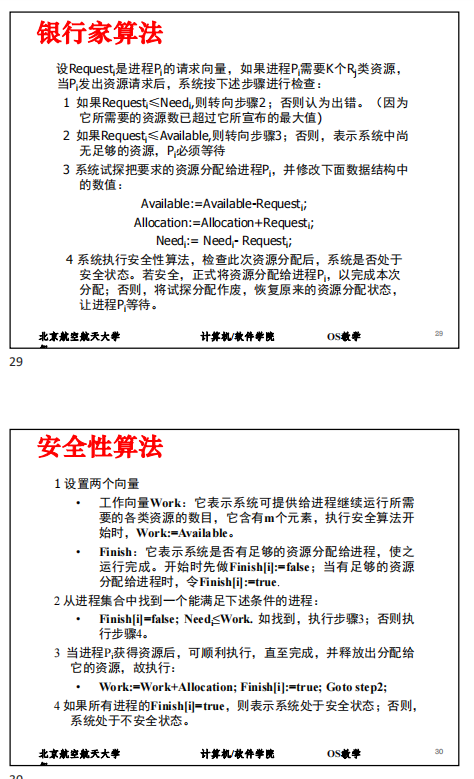 银行家算法
设Requesti是进程Pi的请求向量，如果进程Pi需要K个Rj类资源，
当Pi发出资源请求后，系统按下述步骤进行检查：
1 如果Requesti≤Needi,则转向步骤2；否则认为出错。（因为
它所需要的资源数已超过它所宣布的最大值)
2 如果Requesti≤Available,则转向步骤3；否则，表示系统中尚
无足够的资源，Pi必须等待
3 系统试探把要求的资源分配给进程Pi，并修改下面数据结构中
的数值：
Available:=Available-Requesti;
Allocation:=Allocation+Requesti;
Needi:= Needi- Requesti;
4 系统执行安全性算法，检查此次资源分配后，系统是否处于
安全状态。若安全，正式将资源分配给进程Pi，以完成本次
分配；否则，将试探分配作废，恢复原来的资源分配状态，
让进程Pi等待。
北京航空航天大学 计算机/软件学院 OS教学 29
29
安全性算法
1 设置两个向量
• 工作向量Work：它表示系统可提供给进程继续运行所需
要的各类资源的数目，它含有m个元素，执行安全算法开
始时，Work:=Available。
• Finish：它表示系统是否有足够的资源分配给进程，使之
运行完成。开始时先做Finish[i]:=false；当有足够的资源
分配给进程时，令Finish[i]:=true.
2 从进程集合中找到一个能满足下述条件的进程：
• Finish[i]=false; Needi≤Work. 如找到，执行步骤3；否则执
行步骤4。
3 当进程Pi获得资源后，可顺利执行，直至完成，并释放出分配给
它的资源，故执行：
• Work:=Work+Allocation; Finish[i]:=true; Goto step2;
4 如果所有进程的Finish[i]=true，则表示系统处于安全状态；否则，
系统处于不安全状态。
北京航空航天大学 计算机/软件学院 OS教学 30